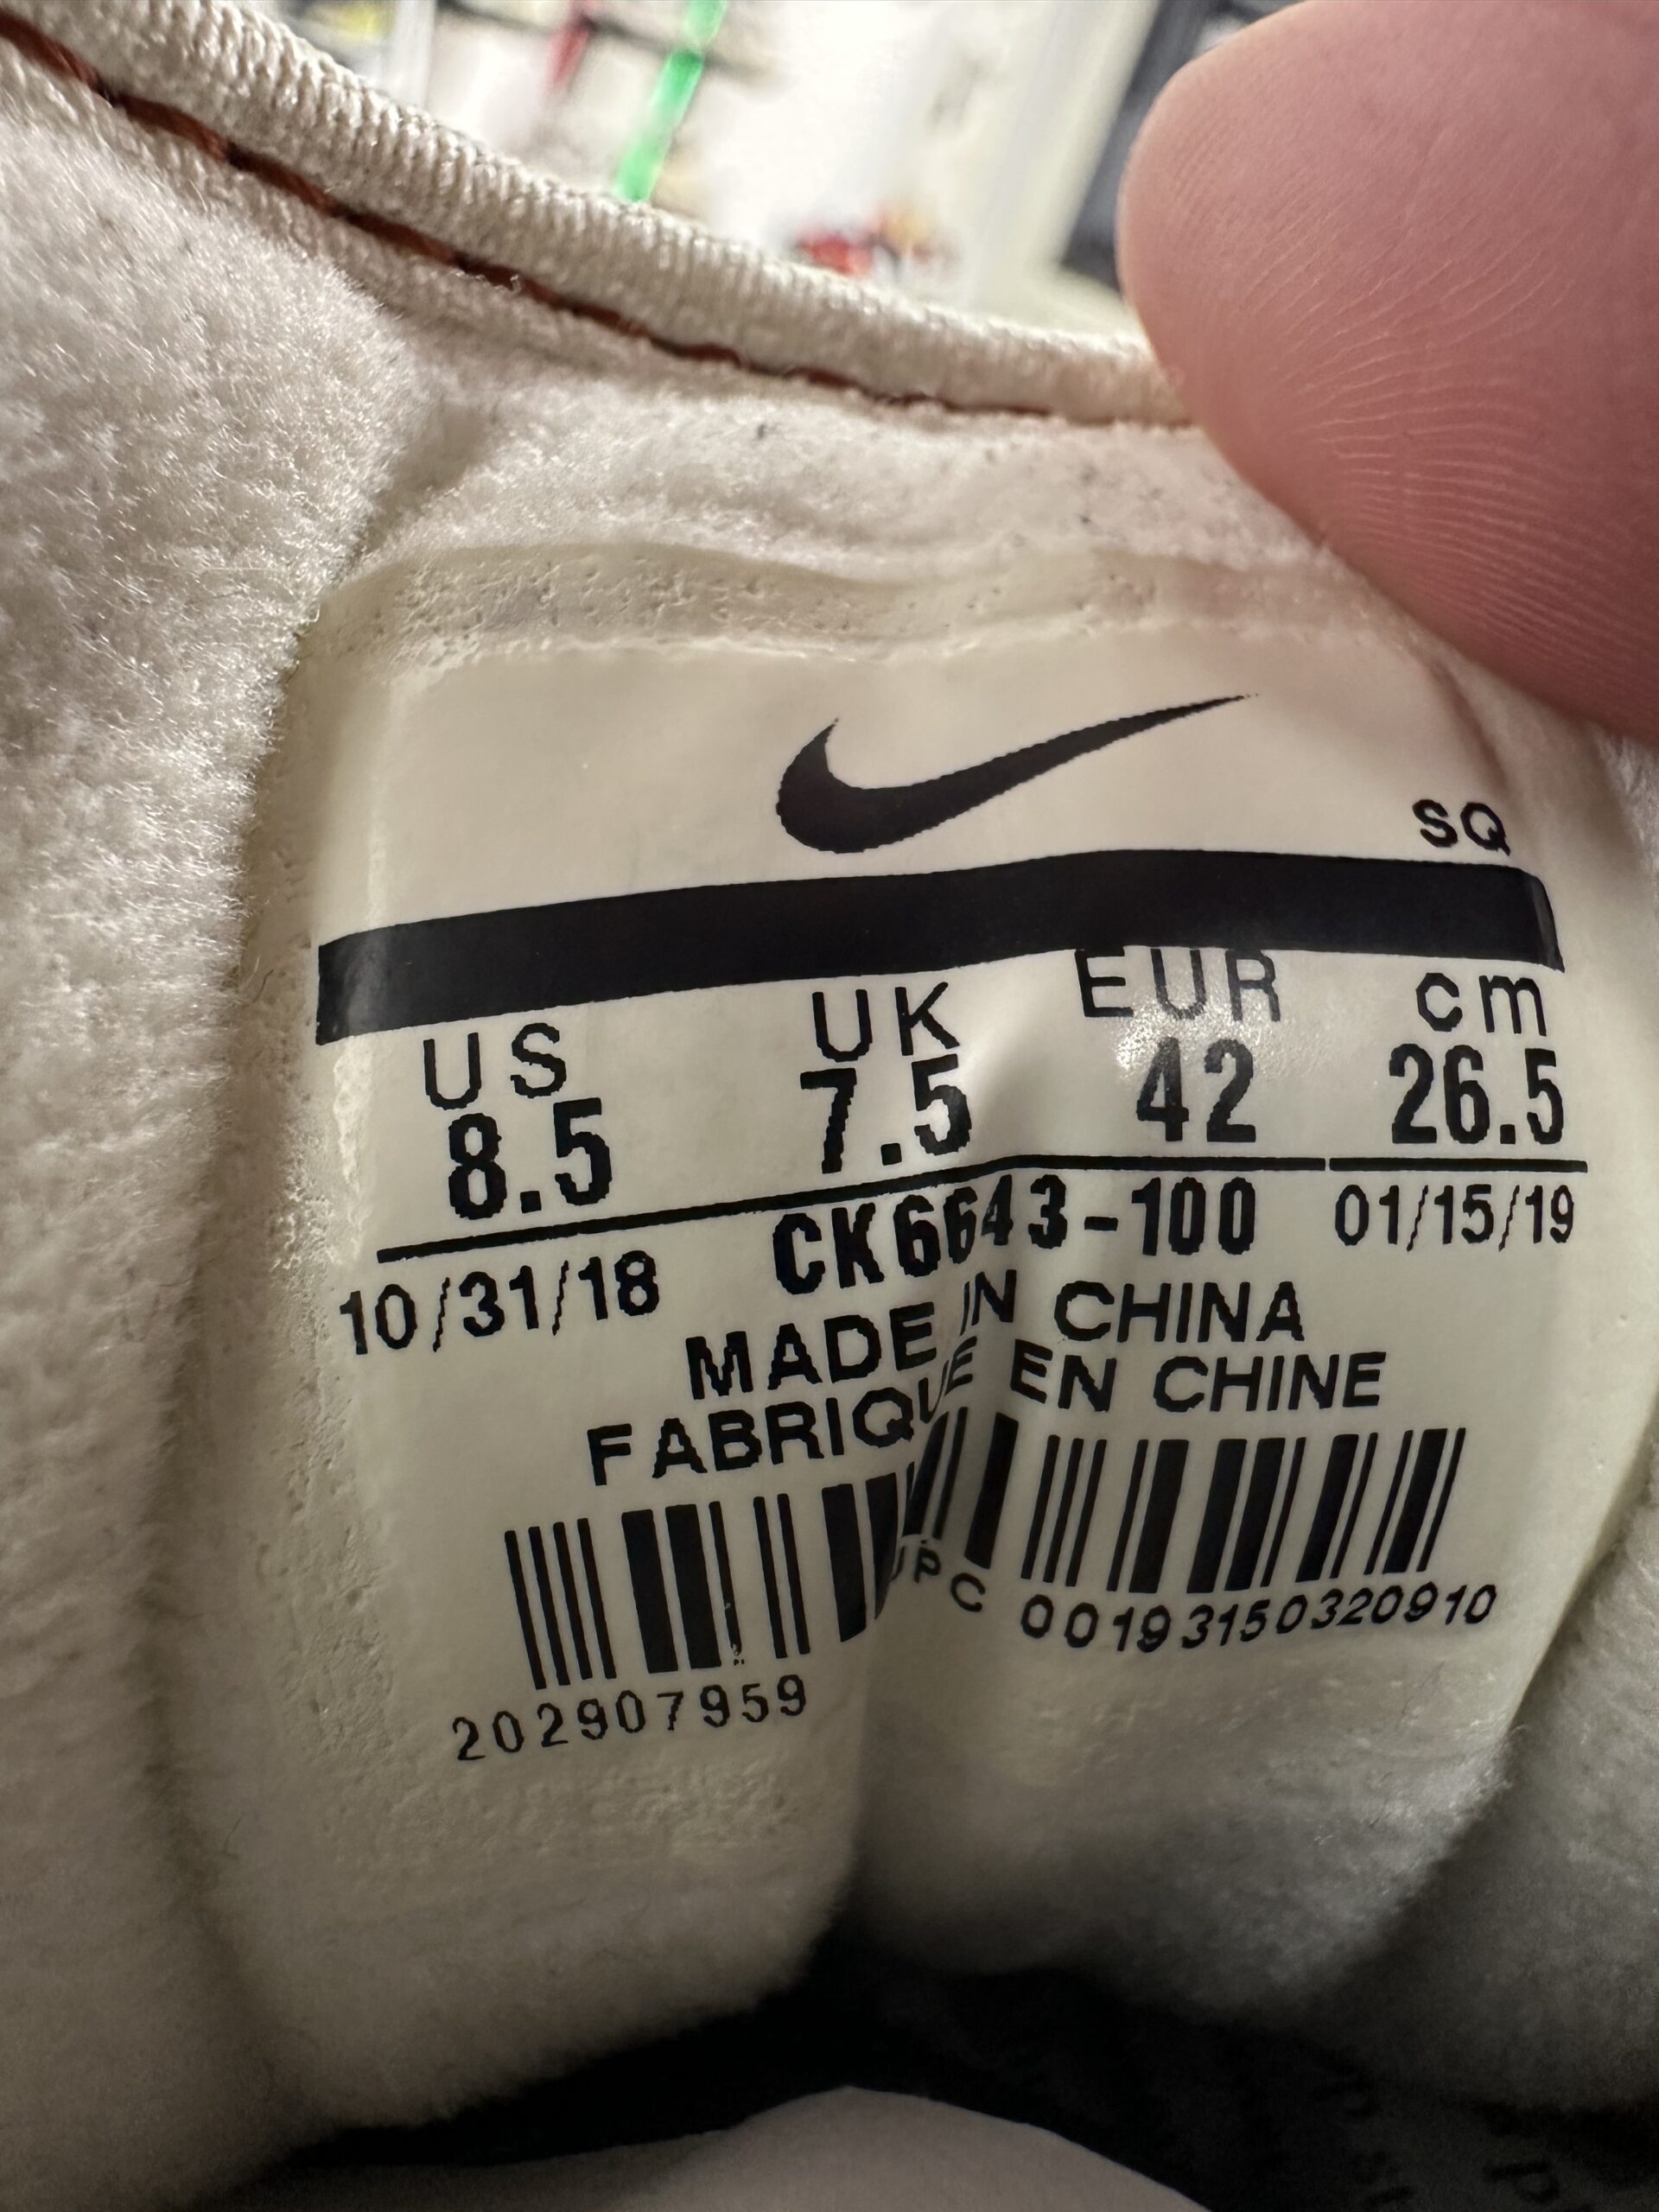 SQ
US UK EUR cm
8.5 7.5 42 26.5
10/31/18 CK6643-100 01/15/19
MADE IN CHINA
FABRIQUE EN CHINE
UPC 00193150320910
202907959